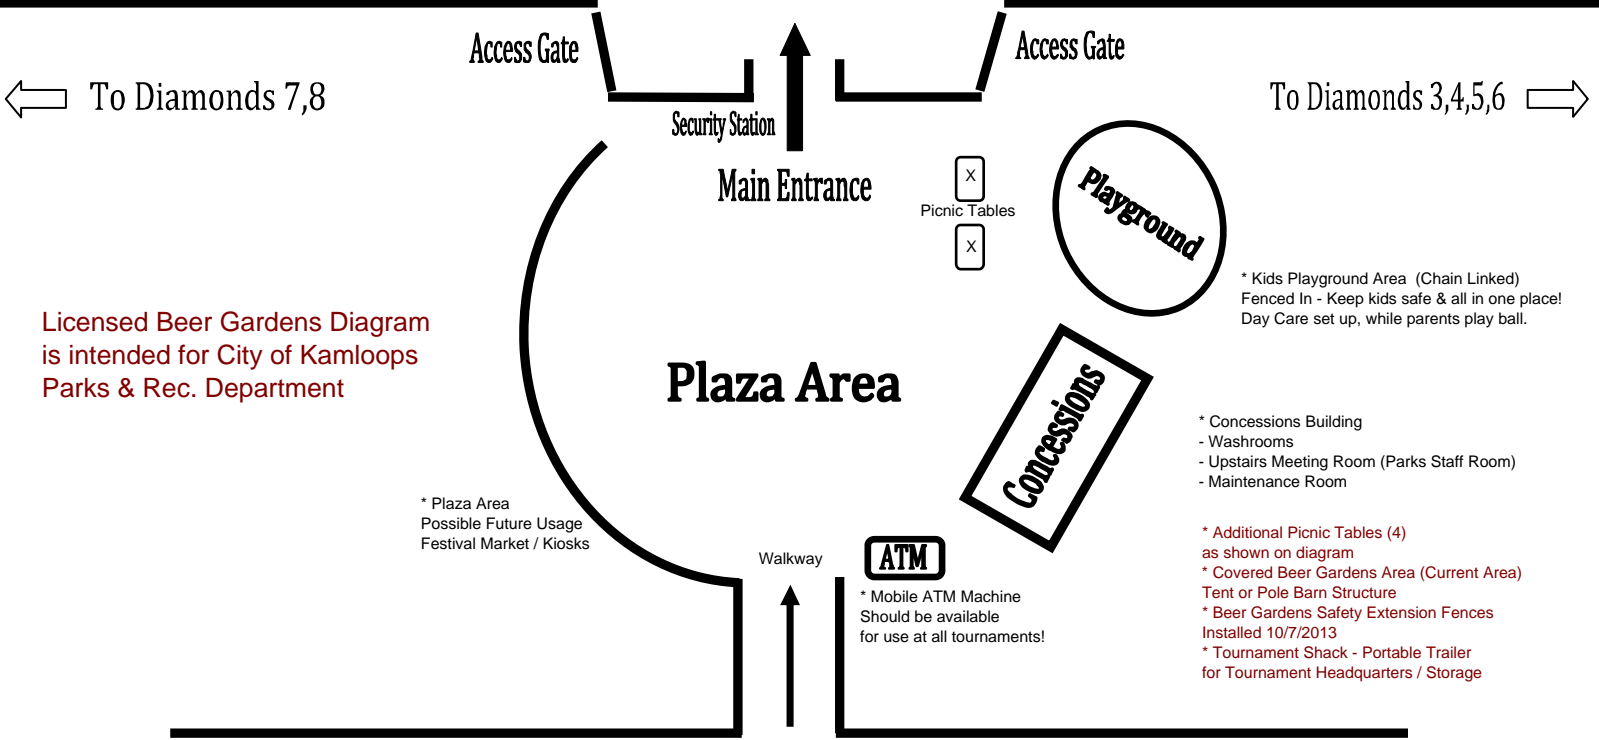 Access Gate
Access Gate
To Diamonds 7,8
To Diamonds 3,4,5,6
Security Station
Main Entrance
X
Picnic Tables
X
Playground
* Kids Playground Area  (Chain Linked)
Fenced In - Keep kids safe & all in one place!
Day Care set up, while parents play ball.
Licensed Beer Gardens Diagram
is intended for City of Kamloops
Parks & Rec. Department
Plaza Area
Concessions
* Concessions Building
- Washrooms
- Upstairs Meeting Room (Parks Staff Room)
- Maintenance Room
* Plaza Area
Possible Future Usage
Festival Market / Kiosks
Walkway
ATM
* Mobile ATM Machine
Should be available
for use at all tournaments!
* Additional Picnic Tables (4)
as shown on diagram
* Covered Beer Gardens Area (Current Area)
Tent or Pole Barn Structure
* Beer Gardens Safety Extension Fences
Installed 10/7/2013
* Tournament Shack - Portable Trailer
for Tournament Headquarters / Storage